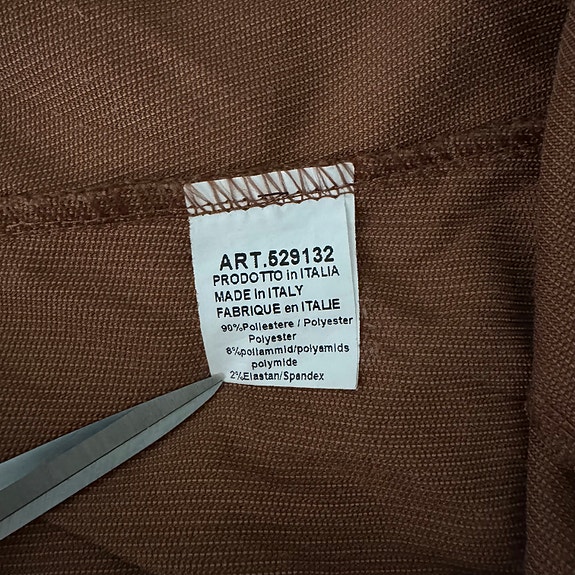 ART.529132
PRODOTTO in ITALIA
MADE In ITALY
FABRIQUE en ITALIE
90%Poliestere / Polyester
Polyester
8%poliammid/polyamids
polymide
2%Elastan/Spandex